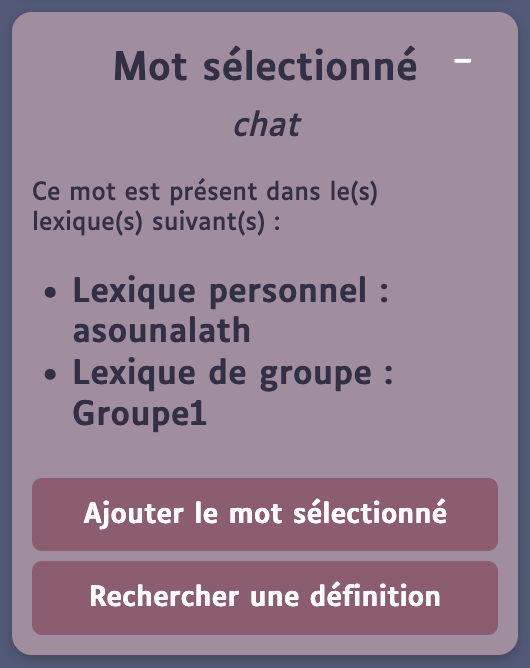 Mot sélectionné
chat
Ce mot est présent dans le(s)
lexique(s) suivant(s) :
• Lexique personnel :
asounalath
• Lexique de groupe :
Groupe1
Ajouter le mot sélectionné
Rechercher une définition